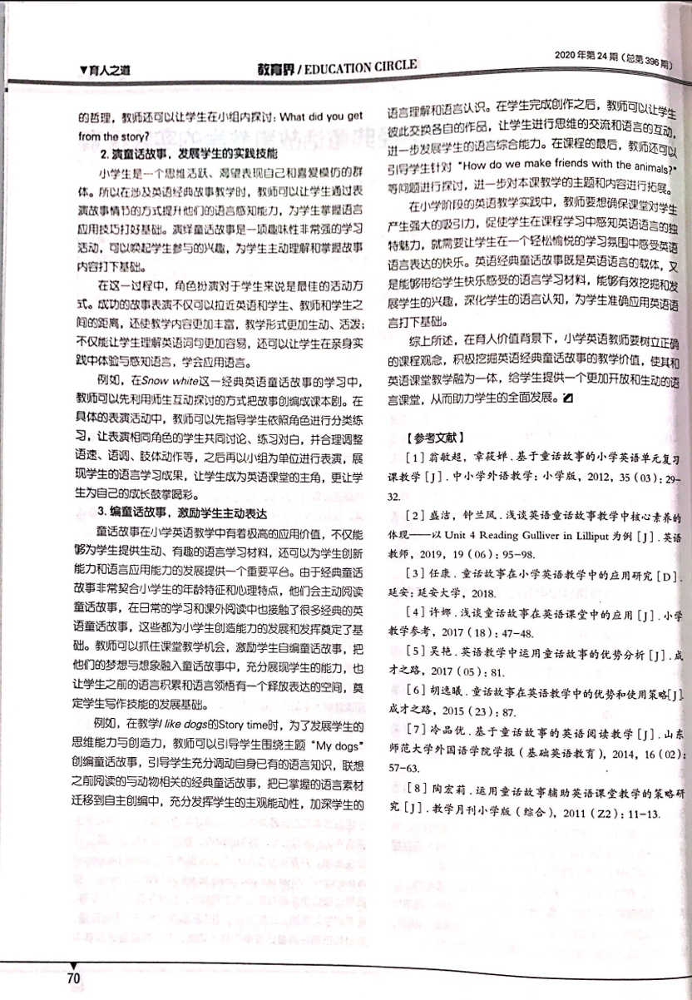 ▼育人之道
教育界 / EDUCATION CIRCLE
2020 年第 24 期（总第 396 期）
的哲理，教师还可以让学生在小组内探讨：What did you get
from the story?
2. 演童话故事，发展学生的实践技能
小学生是一个思维活跃、渴望表现自己和喜爱模仿的群
体。所以在涉及英语经典故事教学时，教师可以让学生通过表
演故事情节的方式提升他们的语言感知能力，为学生掌握语言
应用技巧打好基础。演绎童话故事是一项趣味性非常强的学习
活动，可以唤起学生参与的兴趣，为学生主动理解和掌握故事
内容打下基础。
在这一过程中，角色扮演对于学生来说是最佳的活动方
式。成功的故事表演不仅可以拉近英语和学生、教师和学生之
间的距离，还使教学内容更加丰富，教学形式更加生动、活泼；
不仅能让学生理解英语词句更加容易，还可以让学生在亲身实
践中体验与感知语言，学会应用语言。
例如，在Snow white这一经典英语童话故事的学习中，
教师可以先利用师生互动探讨的方式把故事创编成课本剧。在
具体的表演活动中，教师可以先指导学生依照角色进行分类练
习，让表演相同角色的学生共同讨论、练习对白，并合理调整
语速、语调、肢体动作等，之后再以小组为单位进行表演，展
现学生的语言学习成果，让学生成为英语课堂的主角，更让学
生为自己的成长鼓掌喝彩。
3. 编童话故事，激励学生主动表达
童话故事在小学英语教学中有着极高的应用价值，不仅能
够为学生提供生动、有趣的语言学习材料，还可以为学生创新
能力和语言应用能力的发展提供一个重要平台。由于经典童话
故事非常契合小学生的年龄特征和心理特点，他们会主动阅读
童话故事，在日常的学习和课外阅读中也接触了很多经典的英
语童话故事，这些都为小学生创造能力的发展和发挥奠定了基
础。教师可以抓住课堂教学机会，激励学生自编童话故事，把
他们的梦想与想象融入童话故事中，充分展现学生的能力，也
让学生之前的语言积累和语言领悟有一个释放表达的空间，奠
定学生写作技能的发展基础。
例如，在教学I like dogs的Story time时，为了发展学生的
思维能力与创造力，教师可以引导学生围绕主题“My dogs”
创编童话故事，引导学生充分调动自身已有的语言知识，联想
之前阅读的与动物相关的经典童话故事，把已掌握的语言素材
迁移到自主创编中，充分发挥学生的主观能动性，加深学生的
语言理解和语言认识。在学生完成创作之后，教师可以让学生
彼此交换各自的作品，让学生进行思维的交流和语言的互动，
进一步发展学生的语言综合能力。在课程的最后，教师还可以
引导学生针对“How do we make friends with the animals?”
等问题进行探讨，进一步对本课教学的主题和内容进行拓展。
在小学阶段的英语教学实践中，教师要想确保课堂对学生
产生强大的吸引力，促使学生在课程学习中感知英语语言的独
特魅力，就需要让学生在一个轻松愉悦的学习氛围中感受英语
语言表达的快乐。英语经典童话故事既是英语语言的载体，又
是能够带给学生快乐感受的语言学习材料，能够有效挖掘和发
展学生的兴趣，深化学生的语言认知，为学生准确应用英语语
言打下基础。
综上所述，在育人价值背景下，小学英语教师要树立正确
的课程观念，积极挖掘英语经典童话故事的教学价值，使其和
英语课堂教学融为一体，给学生提供一个更加开放和生动的语
言课堂，从而助力学生的全面发展。
【参考文献】
［1］翁敏超，章筱婵．基于童话故事的小学英语单元复习
课教学［J］．中小学外语教学：小学版，2012，35（03）：29-
32.
［2］盛洁，钟兰凤．浅谈英语童话故事教学中核心素养的
体现——以 Unit 4 Reading Gulliver in Lilliput 为例［J］．英语
教师，2019，19（06）：95-98.
［3］任康．童话故事在小学英语教学中的应用研究［D］．
延安：延安大学，2018.
［4］许娜．浅谈童话故事在英语课堂中的应用［J］．小学
教学参考，2017（18）：47-48.
［5］吴艳．英语教学中运用童话故事的优势分析［J］．成
才之路，2017（05）：81.
［6］胡逸曦．童话故事在英语教学中的优势和使用策略［J］．
成才之路，2015（23）：87.
［7］冷品优．基于童话故事的英语阅读教学［J］．山东
师范大学外国语学院学报（基础英语教育），2014，16（02）：
57-63.
［8］陶宏莉．运用童话故事辅助英语课堂教学的策略研
究［J］．教学月刊小学版（综合），2011（Z2）：11-13.
70